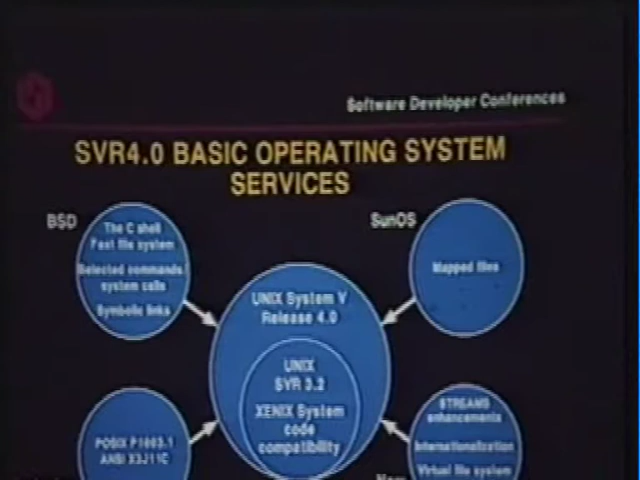 Software Developer Conferences
SVR4.0 BASIC OPERATING SYSTEM
SERVICES
BSD
The C shell
Fast file system
Selected commands/
system calls
Symbolic links
SunOS
Mapped files
UNIX System V
Release 4.0
UNIX
SVR 3.2
XENIX System
code
compatibility
POSIX P1003.1
ANSI X3J11C
STREAMS
enhancements
Internationalization
Virtual file system
New